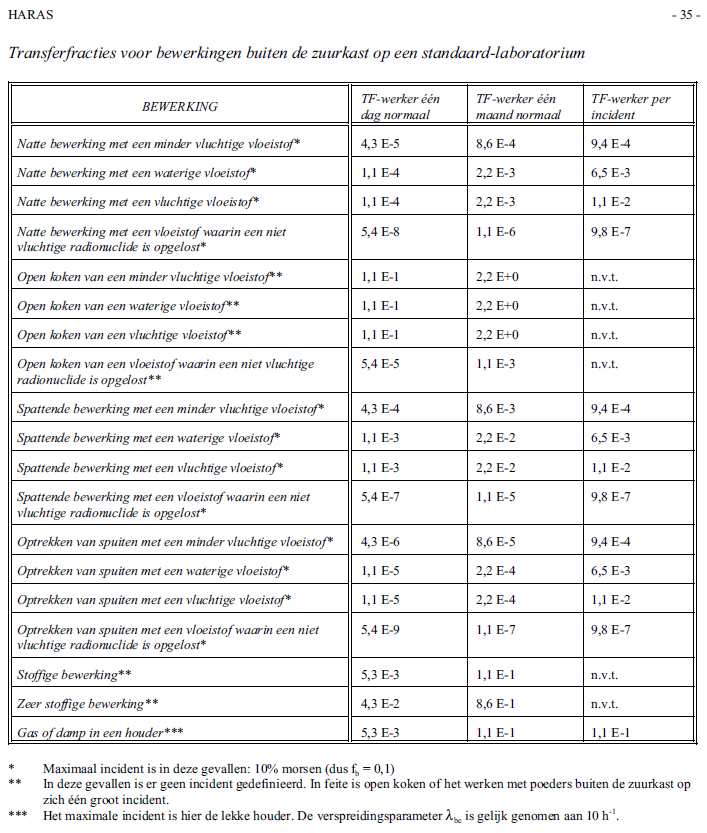 HARAS - 35 -
Transferfracties voor bewerkingen buiten de zuurkast op een standaard-laboratorium
BEWERKING TF-werker één dag normaal TF-werker één maand normaal TF-werker per incident
Natte bewerking met een minder vluchtige vloeistof* 4,3 E-5 8,6 E-4 9,4 E-4
Natte bewerking met een waterige vloeistof* 1,1 E-4 2,2 E-3 6,5 E-3
Natte bewerking met een vluchtige vloeistof* 1,1 E-4 2,2 E-3 1,1 E-2
Natte bewerking met een vloeistof waarin een niet 5,4 E-8 1,1 E-6 9,8 E-7
vluchtige radionuclide is opgelost*
Open koken van een minder vluchtige vloeistof** 1,1 E-1 2,2 E+0 n.v.t.
Open koken van een waterige vloeistof** 1,1 E-1 2,2 E+0 n.v.t.
Open koken van een vluchtige vloeistof** 1,1 E-1 2,2 E+0 n.v.t.
Open koken van een vloeistof waarin een niet vluchtige 5,4 E-5 1,1 E-3 n.v.t.
radionuclide is opgelost**
Spattende bewerking met een minder vluchtige vloeistof* 4,3 E-4 8,6 E-3 9,4 E-4
Spattende bewerking met een waterige vloeistof* 1,1 E-3 2,2 E-2 6,5 E-3
Spattende bewerking met een vluchtige vloeistof* 1,1 E-3 2,2 E-2 1,1 E-2
Spattende bewerking met een vloeistof waarin een niet 5,4 E-7 1,1 E-5 9,8 E-7
vluchtige radionuclide is opgelost*
Optrekken van spuiten met een minder vluchtige vloeistof* 4,3 E-6 8,6 E-5 9,4 E-4
Optrekken van spuiten met een waterige vloeistof* 1,1 E-5 2,2 E-4 6,5 E-3
Optrekken van spuiten met een vluchtige vloeistof* 1,1 E-5 2,2 E-4 1,1 E-2
Optrekken van spuiten met een vloeistof waarin een niet 5,4 E-9 1,1 E-7 9,8 E-7
vluchtige radionuclide is opgelost*
Stoffige bewerking** 5,3 E-3 1,1 E-1 n.v.t.
Zeer stoffige bewerking** 4,3 E-2 8,6 E-1 n.v.t.
Gas of damp in een houder*** 5,3 E-3 1,1 E-1 1,1 E-1
* Maximaal incident is in deze gevallen: 10% morsen (dus fb = 0,1)
** In deze gevallen is er geen incident gedefinieerd. In feite is open koken of het werken met poeders buiten de zuurkast op
zich één groot incident.
*** Het maximale incident is hier de lekke houder. De verspreidingsparameter λbc is gelijk genomen aan 10 h-1.